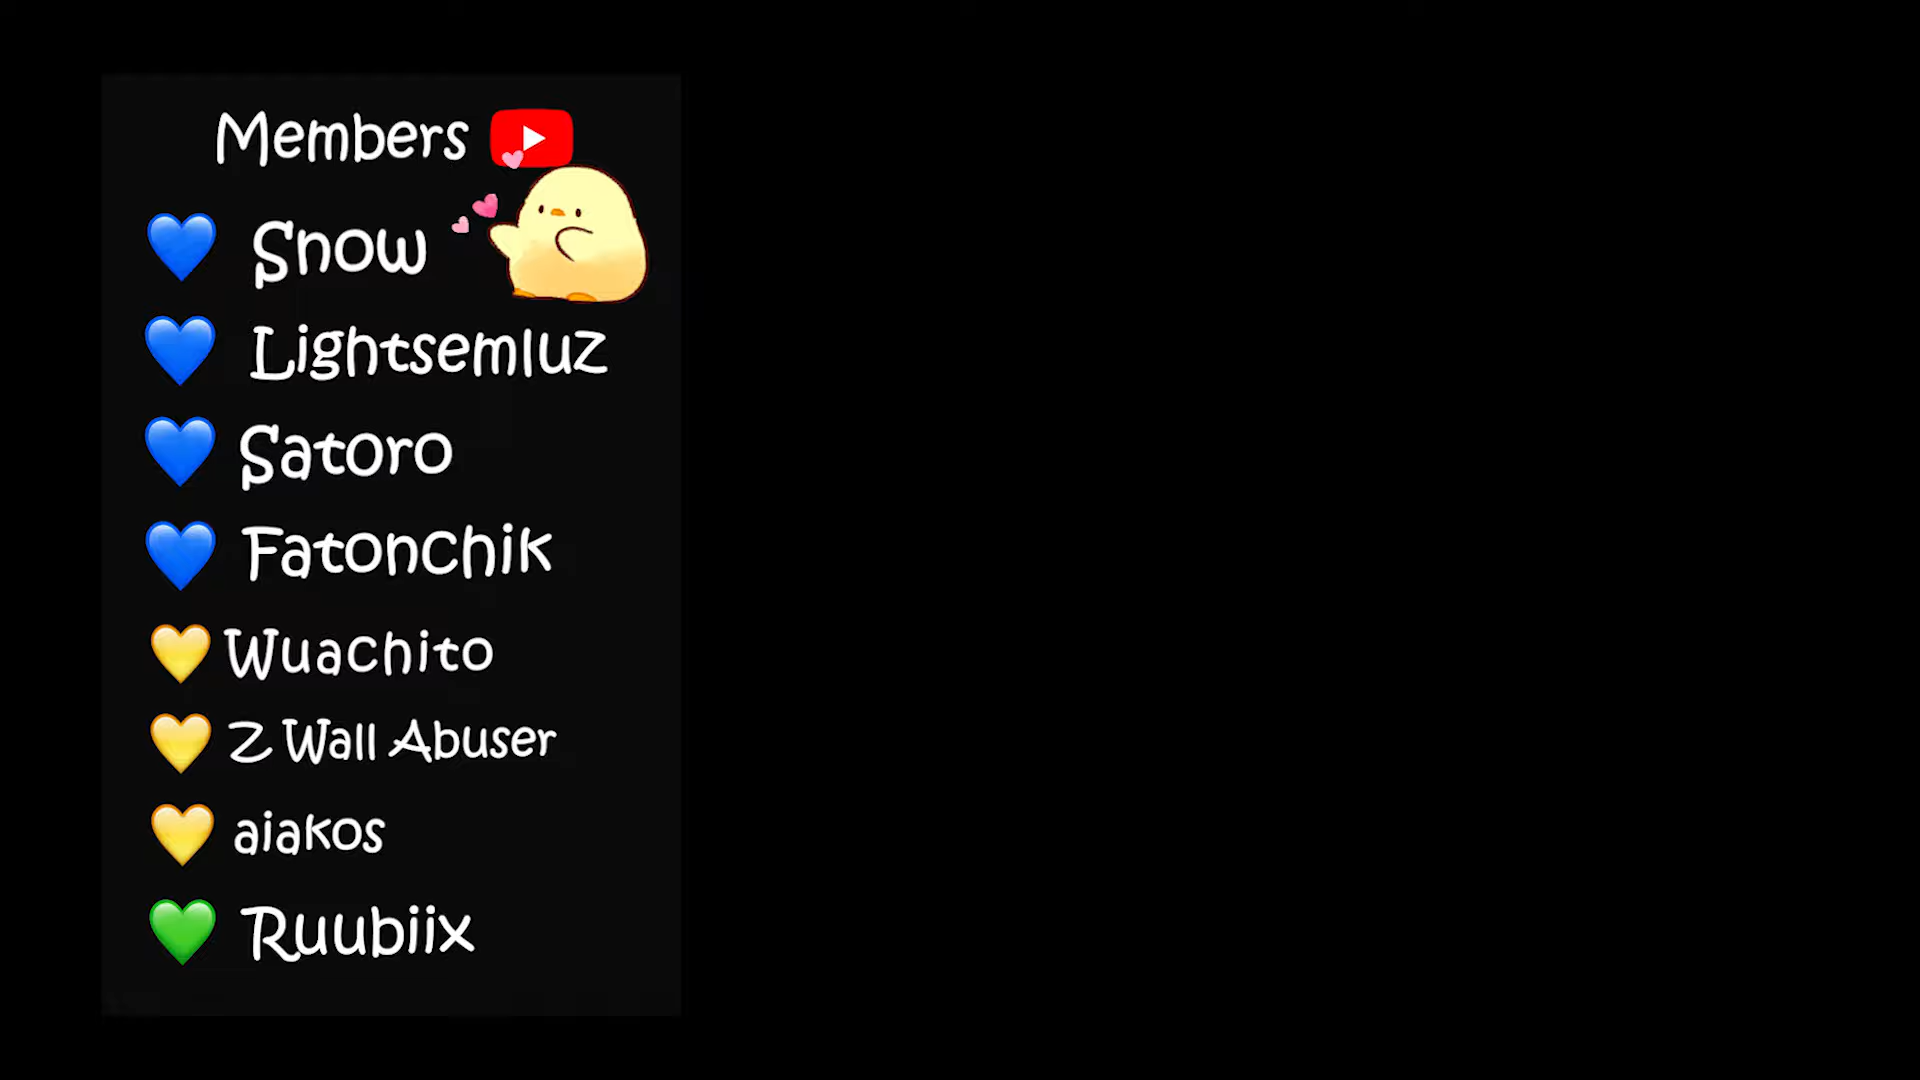 Members
Snow
Lightsemluz
Satoro
Fatonchik
Wuachito
Z Wall Abuser
aiakos
Ruubiix